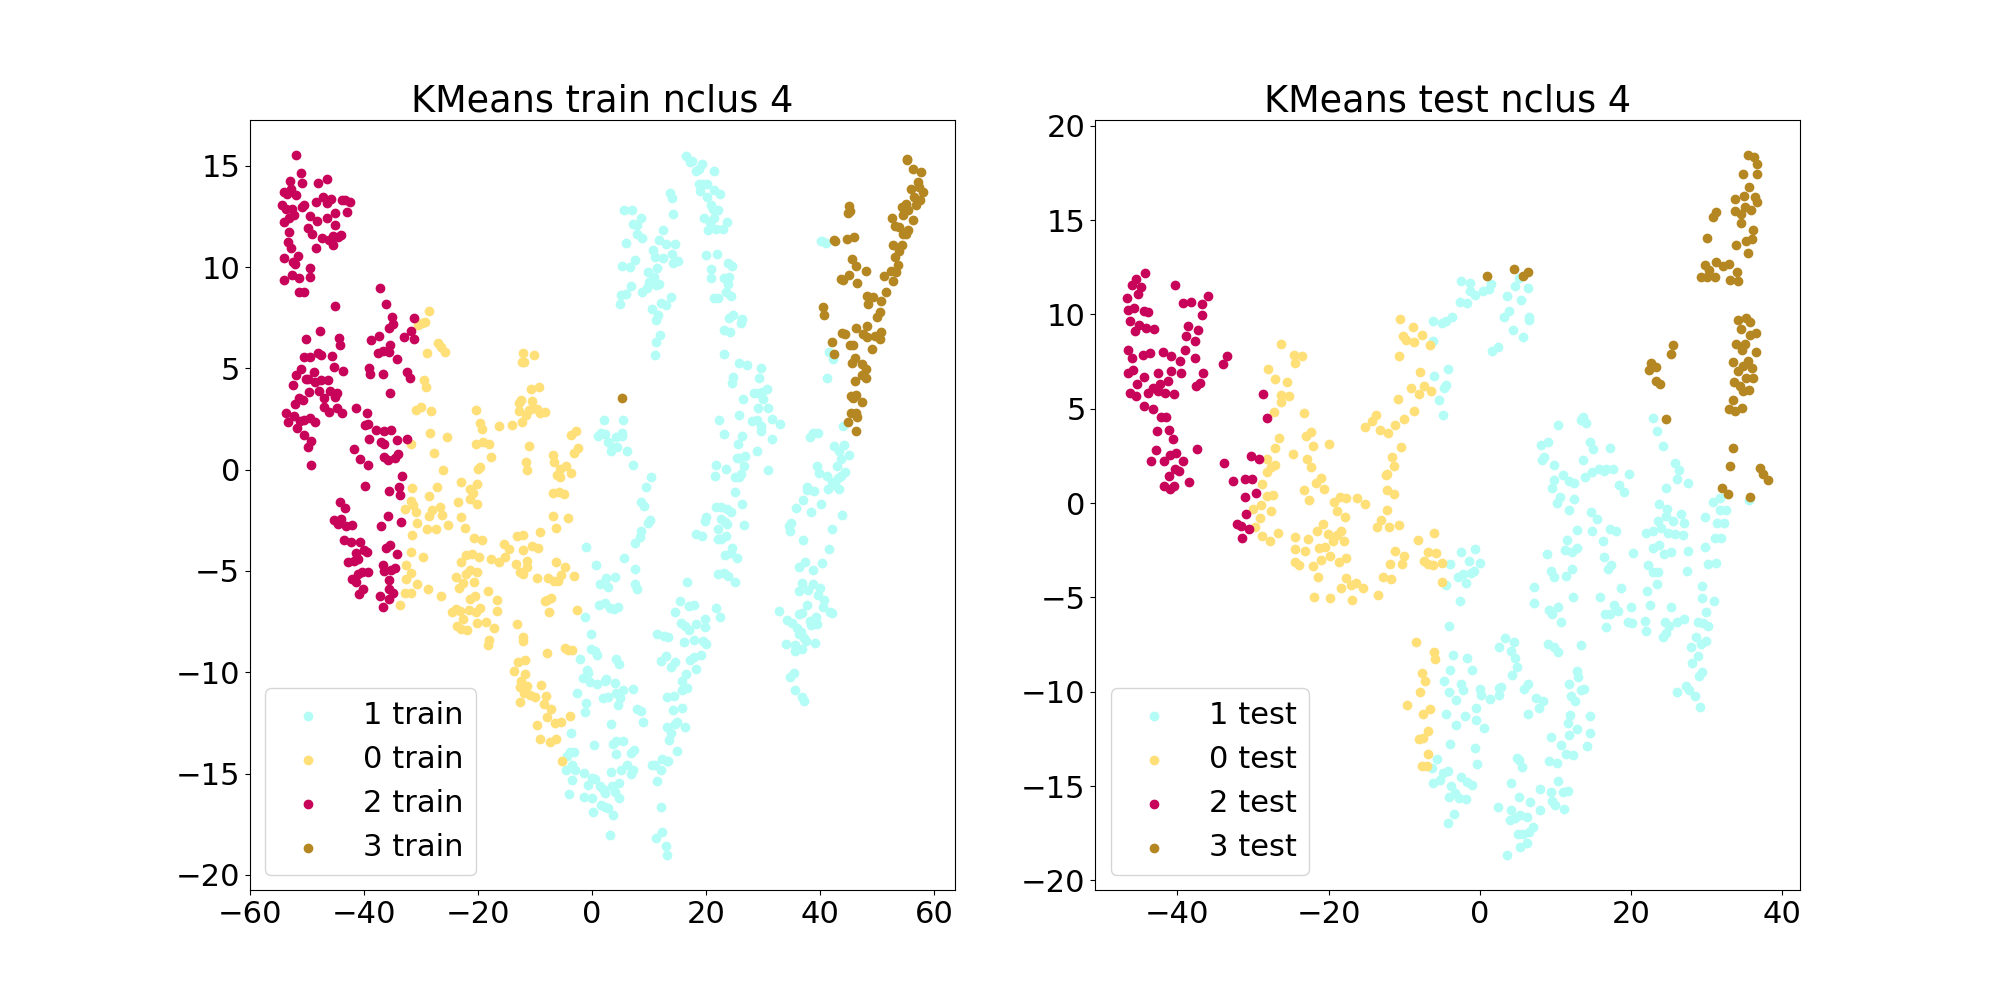 KMeans train nclus 4
15
10
5
0
−5
−10
−15
−20
−60 −40 −20 0 20 40 60
1 train
0 train
2 train
3 train
KMeans test nclus 4
20
15
10
5
0
−5
−10
−15
−20
−40 −20 0 20 40
1 test
0 test
2 test
3 test